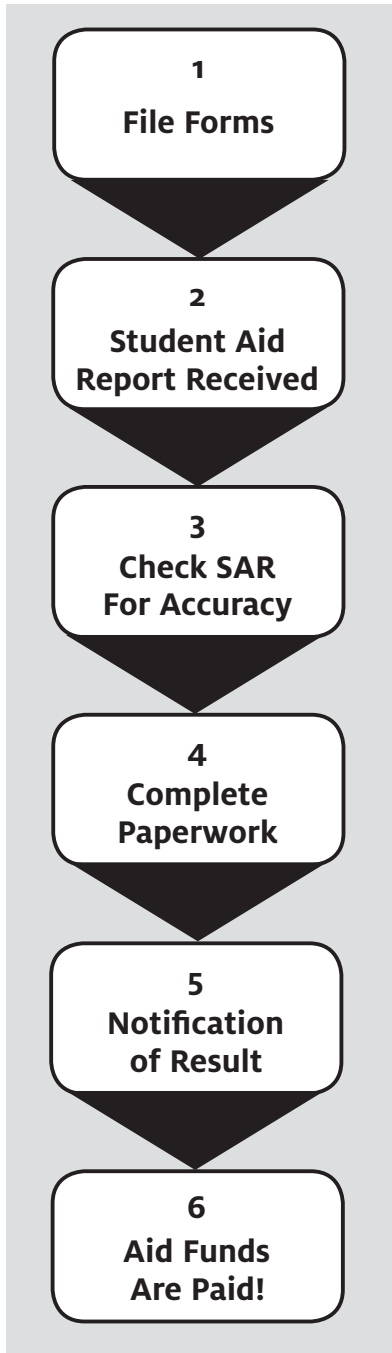 1
File Forms
2
Student Aid
Report Received
3
Check SAR
For Accuracy
4
Complete
Paperwork
5
Notification
of Result
6
Aid Funds
Are Paid!